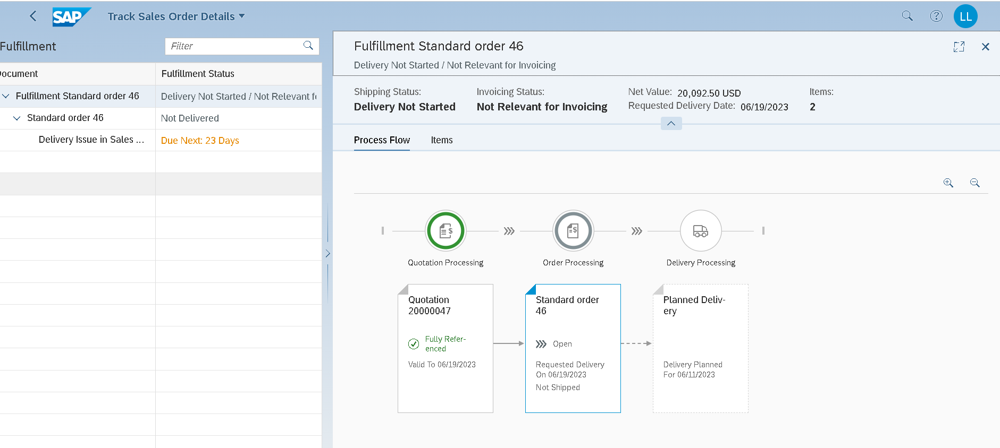 SAP
Track Sales Order Details
LL
Fulfillment
Filter
Document
Fulfillment Status
Fulfillment Standard order 46
Delivery Not Started / Not Relevant f
Standard order 46
Not Delivered
Delivery Issue in Sales ...
Due Next: 23 Days
Fulfillment Standard order 46
Delivery Not Started / Not Relevant for Invoicing
Shipping Status:
Delivery Not Started
Invoicing Status:
Not Relevant for Invoicing
Net Value: 20,092.50 USD
Requested Delivery Date: 06/19/2023
Items:
2
Process Flow
Items
Quotation Processing
Order Processing
Delivery Processing
Quotation
20000047
Fully Refer-
enced
Valid To 06/19/2023
Standard order
46
Open
Requested Delivery
On 06/19/2023
Not Shipped
Planned Deliv-
ery
Delivery Planned
For 06/11/2023